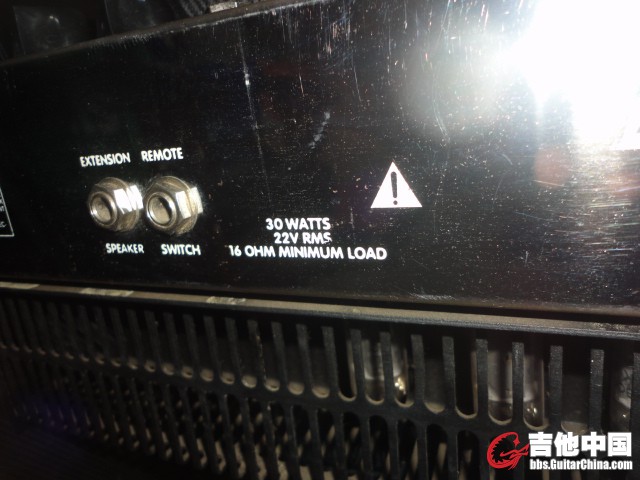 EXTENSION REMOTE
SPEAKER SWITCH
30 WATTS
22V RMS
16 OHM MINIMUM LOAD
吉他中国
bbs.GuitarChina.com